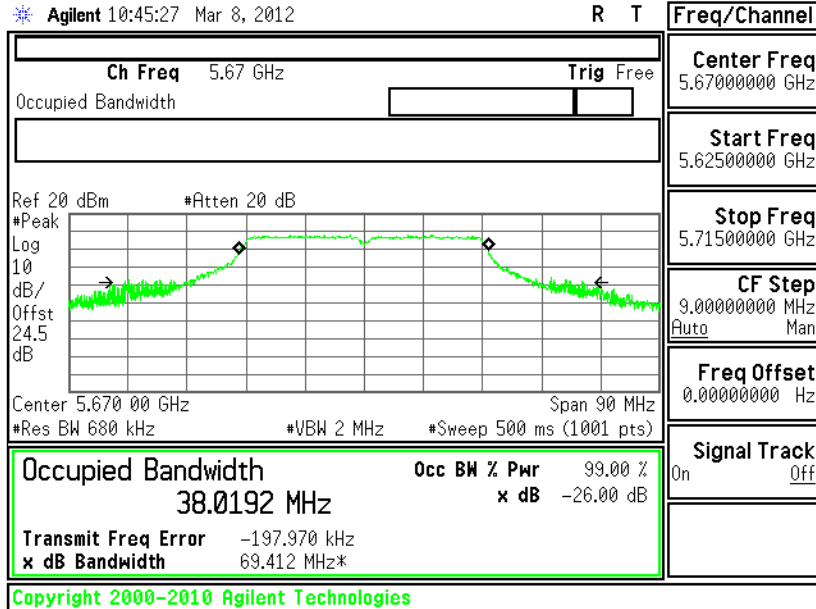 Agilent 10:45:27 Mar 8, 2012 R T
Freq/Channel
Ch Freq 5.67 GHz Trig Free
Occupied Bandwidth
Center Freq
5.67000000 GHz
Start Freq
5.62500000 GHz
Stop Freq
5.71500000 GHz
CF Step
9.00000000 MHz
Auto Man
Freq Offset
0.00000000 Hz
Signal Track
On Off
Ref 20 dBm #Atten 20 dB
#Peak
Log
10
dB/
Offst
24.5
dB
Center 5.670 00 GHz Span 90 MHz
#Res BW 680 kHz #VBW 2 MHz #Sweep 500 ms (1001 pts)
Occupied Bandwidth Occ BW % Pwr 99.00 %
38.0192 MHz x dB -26.00 dB
Transmit Freq Error -197.970 kHz
x dB Bandwidth 69.412 MHz*
Copyright 2000-2010 Agilent Technologies